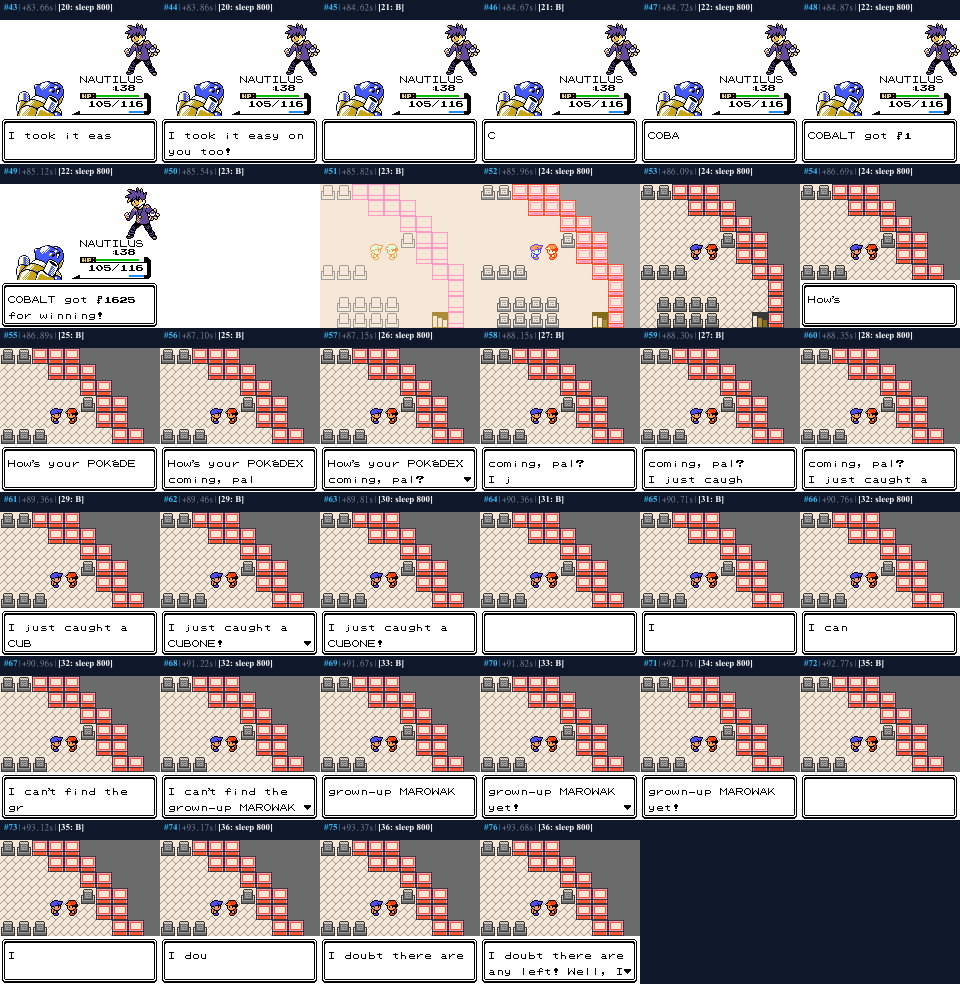 #43 | +83.66s | [20: sleep 800]
NAUTILUS
:L38
HP:
105/116
I took it eas
#44 | +83.86s | [20: sleep 800]
NAUTILUS
:L38
HP:
105/116
I took it easy on
you too!
#45 | +84.62s | [21: B]
NAUTILUS
:L38
HP:
105/116
#46 | +84.67s | [21: B]
NAUTILUS
:L38
HP:
105/116
C
#47 | +84.72s | [22: sleep 800]
NAUTILUS
:L38
HP:
105/116
COBA
#48 | +84.87s | [22: sleep 800]
NAUTILUS
:L38
HP:
105/116
COBALT got ₽1
#49 | +85.12s | [22: sleep 800]
NAUTILUS
:L38
HP:
105/116
COBALT got ₽1625
for winning!
#50 | +85.54s | [23: B]
#51 | +85.82s | [23: B]
#52 | +85.96s | [24: sleep 800]
#53 | +86.09s | [24: sleep 800]
#54 | +86.69s | [24: sleep 800]
How's
#55 | +86.89s | [25: B]
How's your POKéDE
#56 | +87.10s | [25: B]
How's your POKéDEX
coming, pal
#57 | +87.15s | [26: sleep 800]
How's your POKéDEX
coming, pal? ▼
#58 | +88.15s | [27: B]
coming, pal?
I j
#59 | +88.30s | [27: B]
coming, pal?
I just caugh
#60 | +88.35s | [28: sleep 800]
coming, pal?
I just caught a
#61 | +89.36s | [29: B]
I just caught a
CUB
#62 | +89.46s | [29: B]
I just caught a
CUBONE! ▼
#63 | +89.81s | [30: sleep 800]
I just caught a
CUBONE!
#64 | +90.36s | [31: B]
#65 | +90.71s | [31: B]
I
#66 | +90.76s | [32: sleep 800]
I can
#67 | +90.96s | [32: sleep 800]
I can't find the
gr
#68 | +91.22s | [32: sleep 800]
I can't find the
grown-up MAROWAK ▼
#69 | +91.67s | [33: B]
grown-up MAROWAK
#70 | +91.82s | [33: B]
grown-up MAROWAK
yet! ▼
#71 | +92.17s | [34: sleep 800]
grown-up MAROWAK
yet!
#72 | +92.77s | [35: B]
#73 | +93.12s | [35: B]
I
#74 | +93.17s | [36: sleep 800]
I dou
#75 | +93.37s | [36: sleep 800]
I doubt there are
#76 | +93.68s | [36: sleep 800]
I doubt there are
any left! Well, I▼